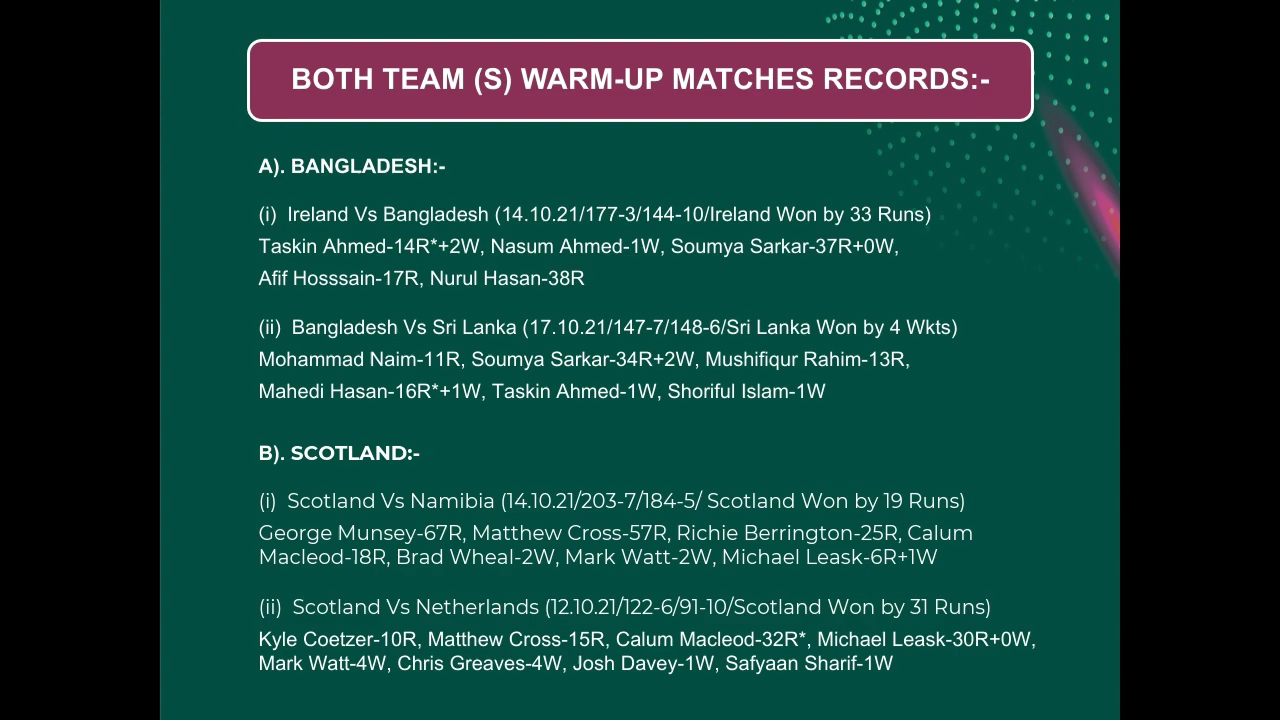 BOTH TEAM (S) WARM-UP MATCHES RECORDS:-
A). BANGLADESH:-
(i) Ireland Vs Bangladesh (14.10.21/177-3/144-10/Ireland Won by 33 Runs)
Taskin Ahmed-14R*+2W, Nasum Ahmed-1W, Soumya Sarkar-37R+0W,
Afif Hosssain-17R, Nurul Hasan-38R
(ii) Bangladesh Vs Sri Lanka (17.10.21/147-7/148-6/Sri Lanka Won by 4 Wkts)
Mohammad Naim-11R, Soumya Sarkar-34R+2W, Mushifiqur Rahim-13R,
Mahedi Hasan-16R*+1W, Taskin Ahmed-1W, Shoriful Islam-1W
B). SCOTLAND:-
(i) Scotland Vs Namibia (14.10.21/203-7/184-5/ Scotland Won by 19 Runs)
George Munsey-67R, Matthew Cross-57R, Richie Berrington-25R, Calum
Macleod-18R, Brad Wheal-2W, Mark Watt-2W, Michael Leask-6R+1W
(ii) Scotland Vs Netherlands (12.10.21/122-6/91-10/Scotland Won by 31 Runs)
Kyle Coetzer-10R, Matthew Cross-15R, Calum Macleod-32R*, Michael Leask-30R+0W,
Mark Watt-4W, Chris Greaves-4W, Josh Davey-1W, Safyaan Sharif-1W